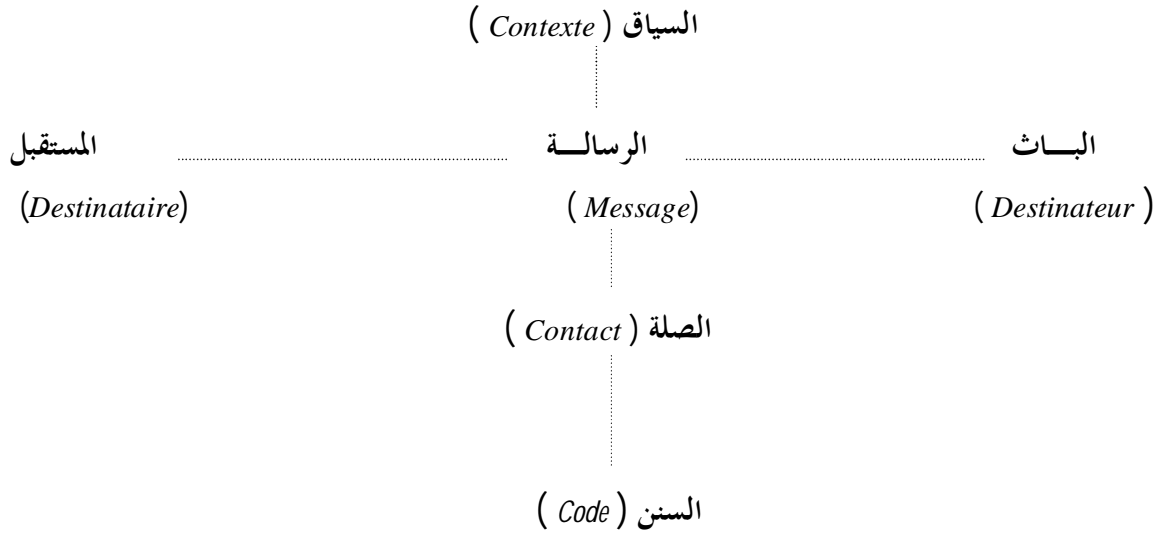 السياق ( Contexte )
البـــاث الرسالـــة المستقبل
( Destinateur ) ( Message) (Destinataire)
الصلة ( Contact )
السنن ( Code )